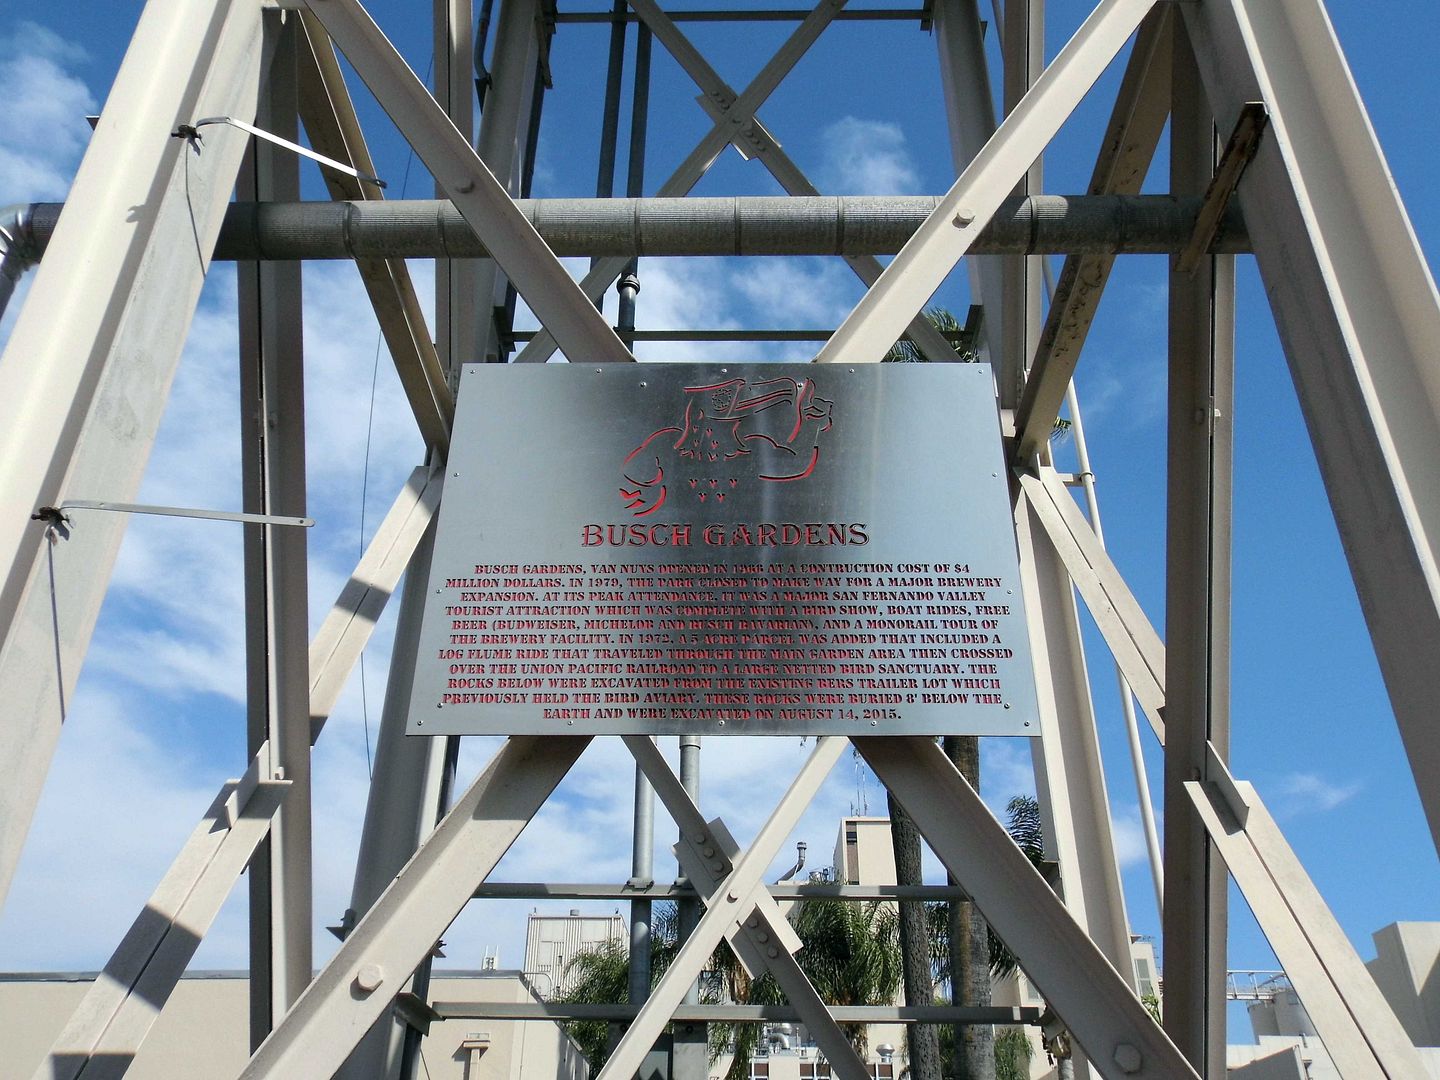 BUSCH GARDENS
BUSCH GARDENS, VAN NUYS OPENED IN 1966 AT A CONTRUCTION COST OF $4
MILLION DOLLARS. IN 1979, THE PARK CLOSED TO MAKE WAY FOR A MAJOR BREWERY
EXPANSION. AT ITS PEAK ATTENDANCE, IT WAS A MAJOR SAN FERNANDO VALLEY
TOURIST ATTRACTION WHICH WAS COMPLETE WITH A BIRD SHOW, BOAT RIDES, FREE
BEER (BUDWEISER, MICHELOB AND BUSCH BAVARIAN), AND A MONORAIL TOUR OF
THE BREWERY FACILITY. IN 1972, A 5 ACRE PARCEL WAS ADDED THAT INCLUDED A
LOG FLUME RIDE THAT TRAVELED THROUGH THE MAIN GARDEN AREA THEN CROSSED
OVER THE UNION PACIFIC RAILROAD TO A LARGE NETTED BIRD SANCTUARY. THE
ROCKS BELOW WERE EXCAVATED FROM THE EXISTING BERS TRAILER LOT WHICH
PREVIOUSLY HELD THE BIRD AVIARY. THESE ROCKS WERE BURIED 8' BELOW THE
EARTH AND WERE EXCAVATED ON AUGUST 14, 2015.